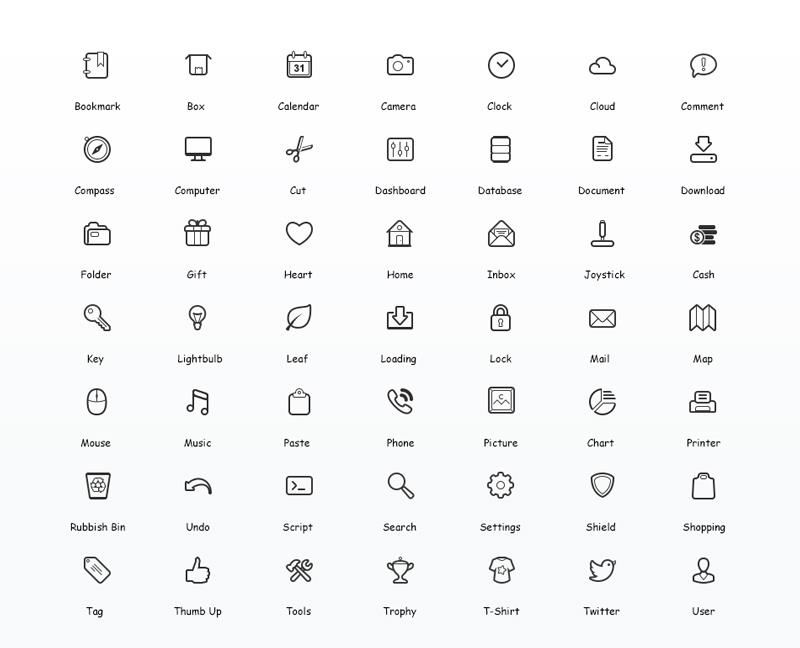 31
Bookmark Box Calendar Camera Clock Cloud Comment
Compass Computer Cut Dashboard Database Document Download
$
Folder Gift Heart Home Inbox Joystick Cash
Key Lightbulb Leaf Loading Lock Mail Map
C
Mouse Music Paste Phone Picture Chart Printer
Rubbish Bin Undo Script Search Settings Shield Shopping
Tag Thumb Up Tools Trophy T-Shirt Twitter User